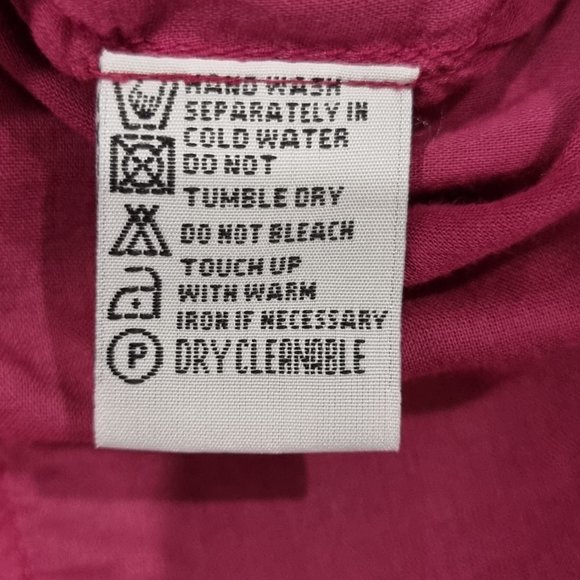 HAND WASH
SEPARATELY IN
COLD WATER
DO NOT
TUMBLE DRY
DO NOT BLEACH
TOUCH UP
WITH WARM
IRON IF NECESSARY
P DRY CLEANABLE